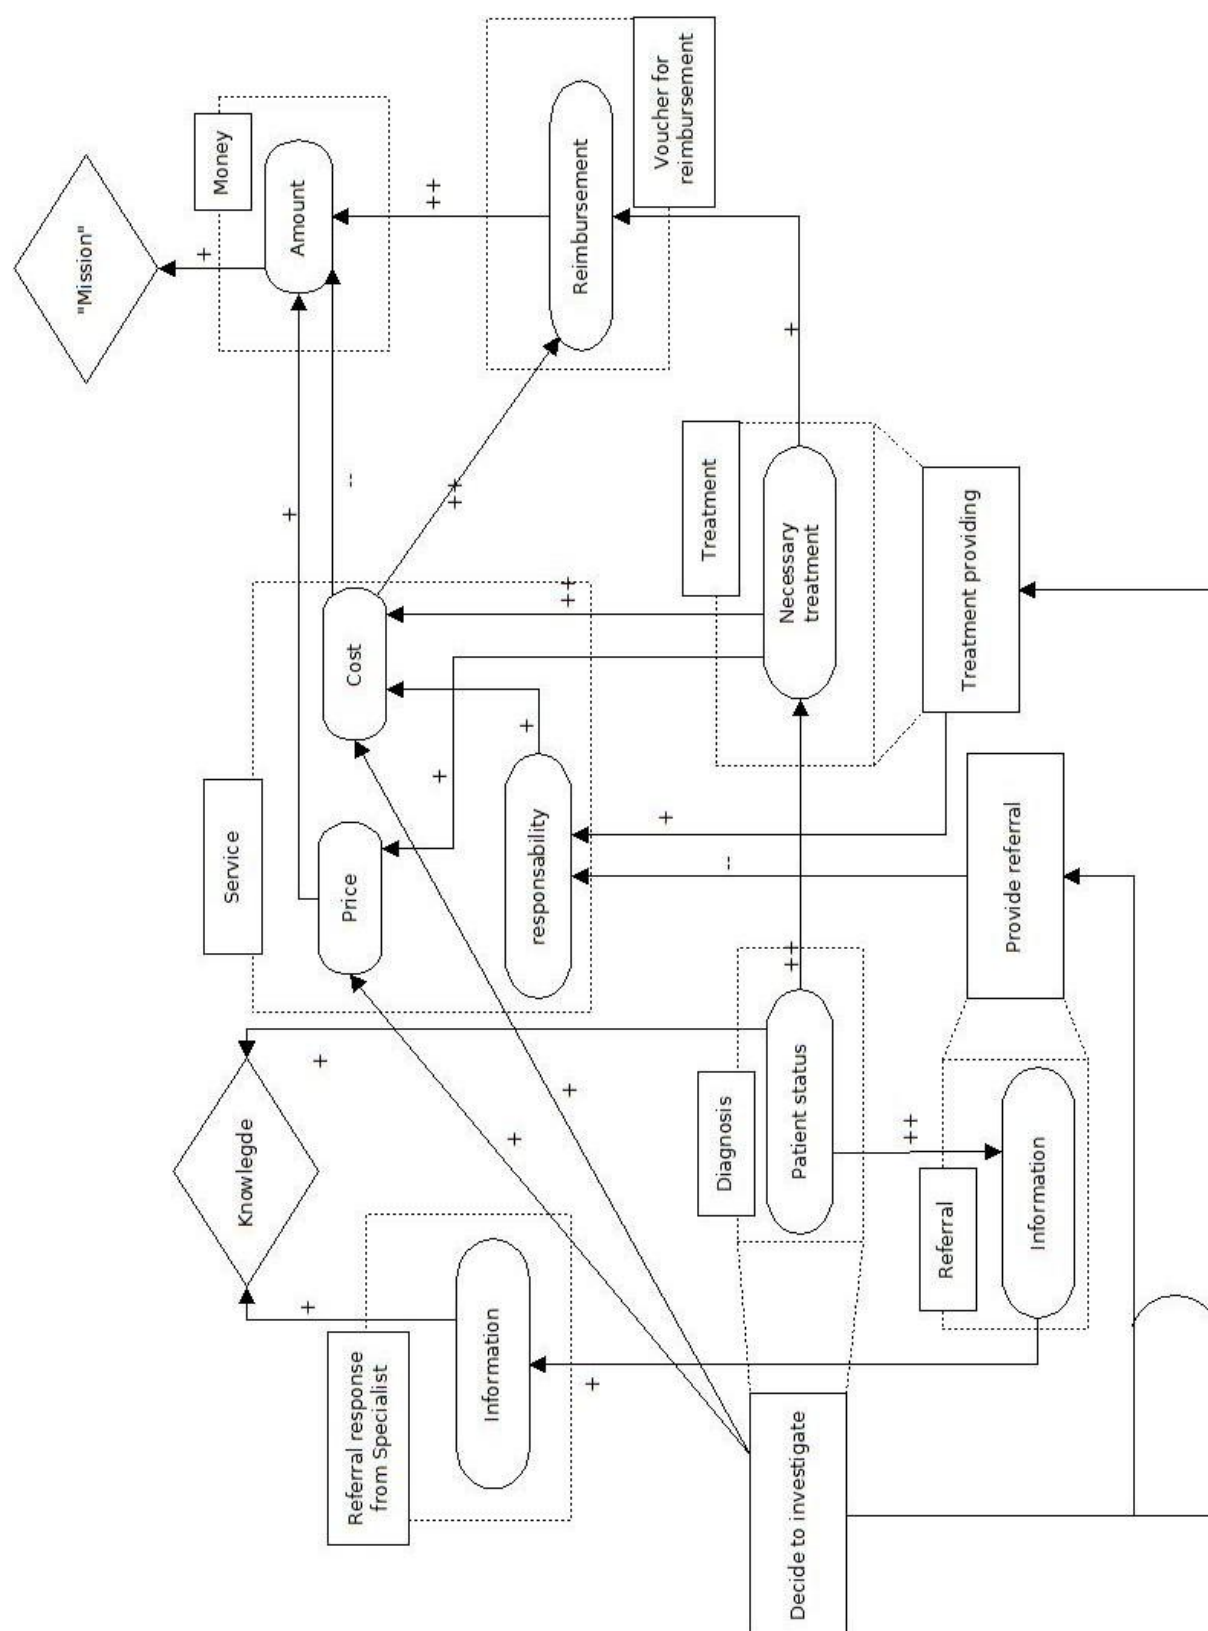 "Mission"
Money
Amount
++
+
Voucher for
reimbursement
Reimbursement
+
--
++
+
Service
Price
Cost
responsability
+
+
++
Treatment
Necessary
treatment
Treatment providing
+
--
Provide referral
Knowlegde
+
+
+
+
Referral response
from Specialist
Information
+
Diagnosis
Patient status
++
++
Referral
Information
Decide to investigate